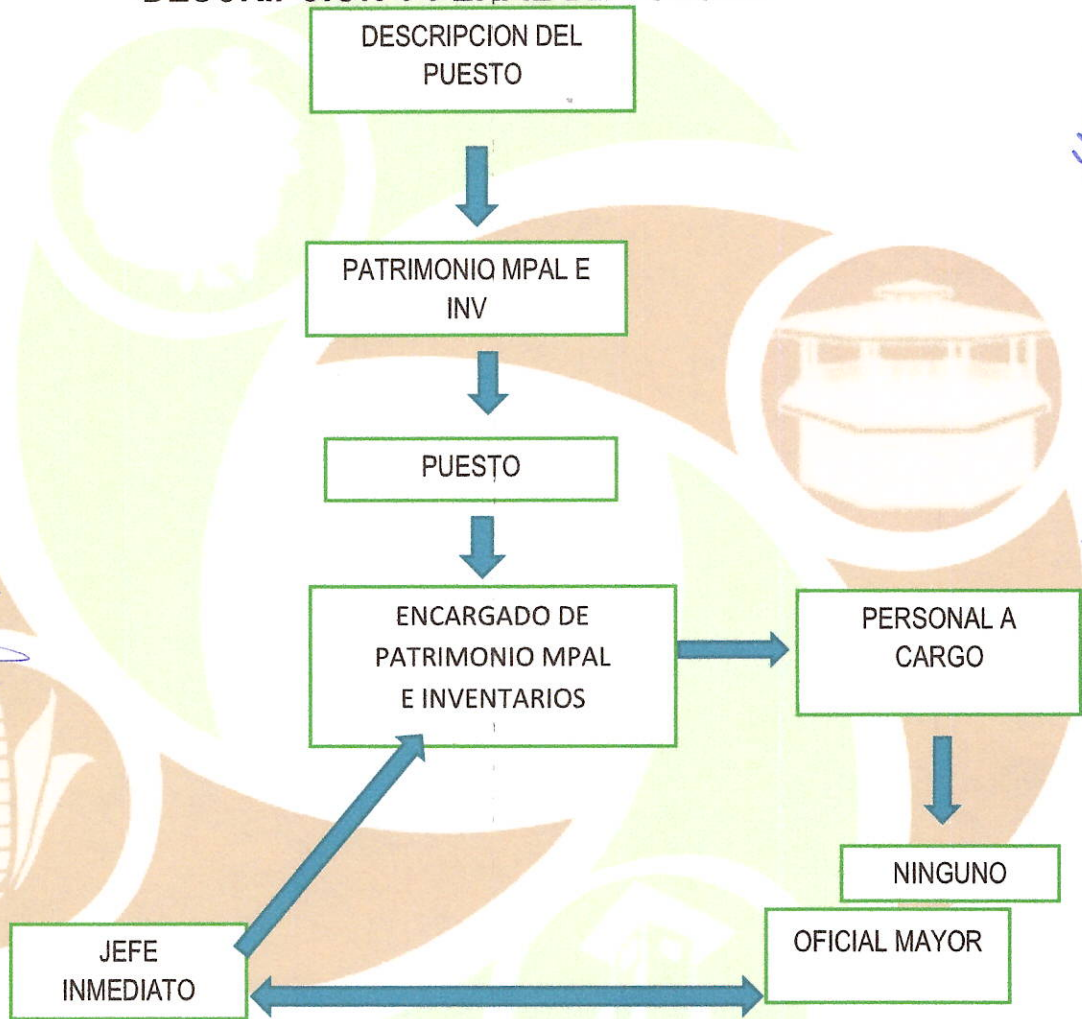 DESCRIPCION DEL
PUESTO
PATRIMONIO MPAL E
INV
PUESTO
ENCARGADO DE
PATRIMONIO MPAL
E INVENTARIOS
PERSONAL A
CARGO
NINGUNO
OFICIAL MAYOR
JEFE
INMEDIATO